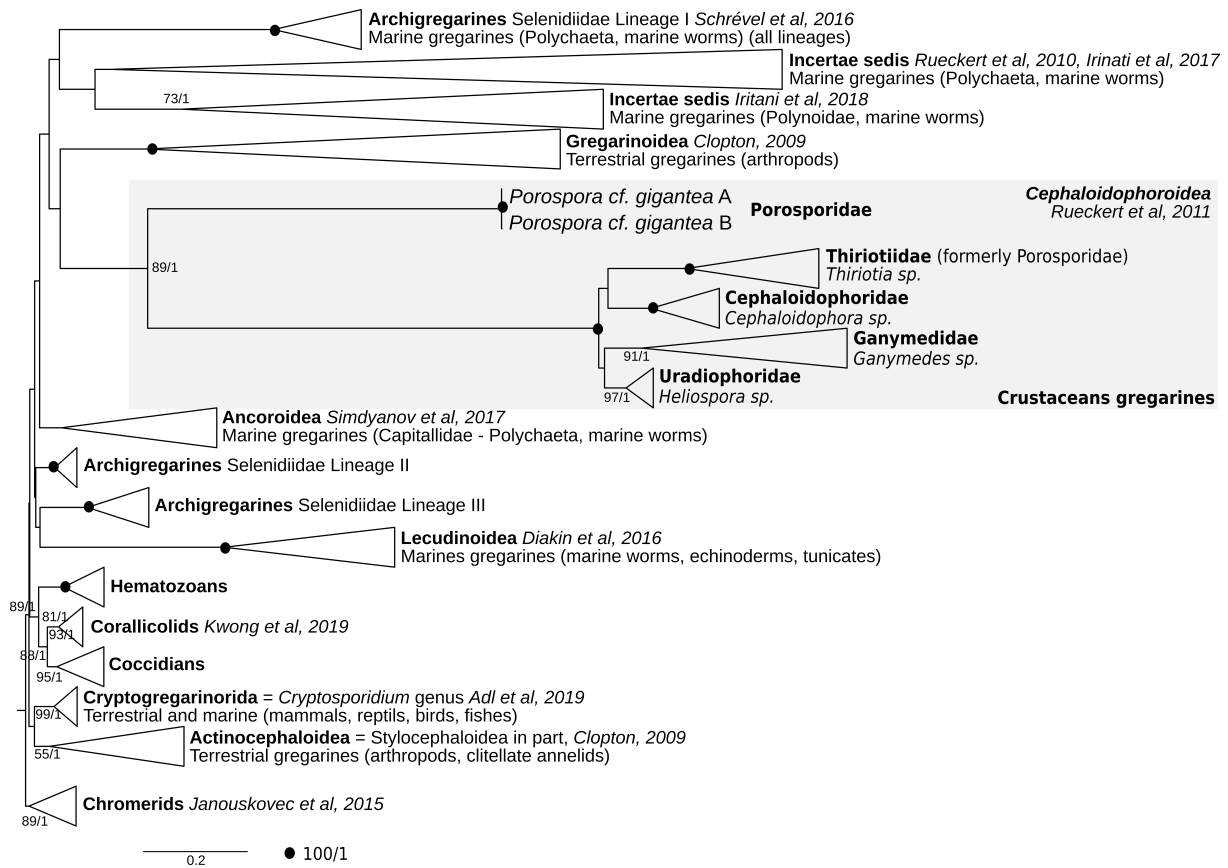 Archigregarines Selenidiidae Lineage I Schrével et al, 2016
Marine gregarines (Polychaeta, marine worms) (all lineages)
Incertae sedis Rueckert et al, 2010, Irinati et al, 2017
Marine gregarines (Polychaeta, marine worms)
73/1
Incertae sedis Iritani et al, 2018
Marine gregarines (Polynoidae, marine worms)
Gregarinoidea Clopton, 2009
Terrestrial gregarines (arthropods)
Porospora cf. gigantea A
Porospora cf. gigantea B
Porosporidae
Cephaloidophoroidea
Rueckert et al, 2011
89/1
Thiriotiidae (formerly Porosporidae)
Thiriotia sp.
Cephaloidophoridae
Cephaloidophora sp.
Ganymedidae
Ganymedes sp.
91/1
Uradiophoridae
Heliospora sp.
97/1
Crustaceans gregarines
Ancoroidea Simdyanov et al, 2017
Marine gregarines (Capitallidae - Polychaeta, marine worms)
Archigregarines Selenidiidae Lineage II
Archigregarines Selenidiidae Lineage III
Lecudinoidea Diakin et al, 2016
Marines gregarines (marine worms, echinoderms, tunicates)
Hematozoans
89/1
81/1
Corallicolids Kwong et al, 2019
93/1
88/1
Coccidians
95/1
Cryptogregarinorida = Cryptosporidium genus Adl et al, 2019
Terrestrial and marine (mammals, reptils, birds, fishes)
99/1
Actinocephaloidea = Stylocephaloidea in part, Clopton, 2009
Terrestrial gregarines (arthropods, clitellate annelids)
55/1
Chromerids Janouskovec et al, 2015
89/1
0.2
100/1